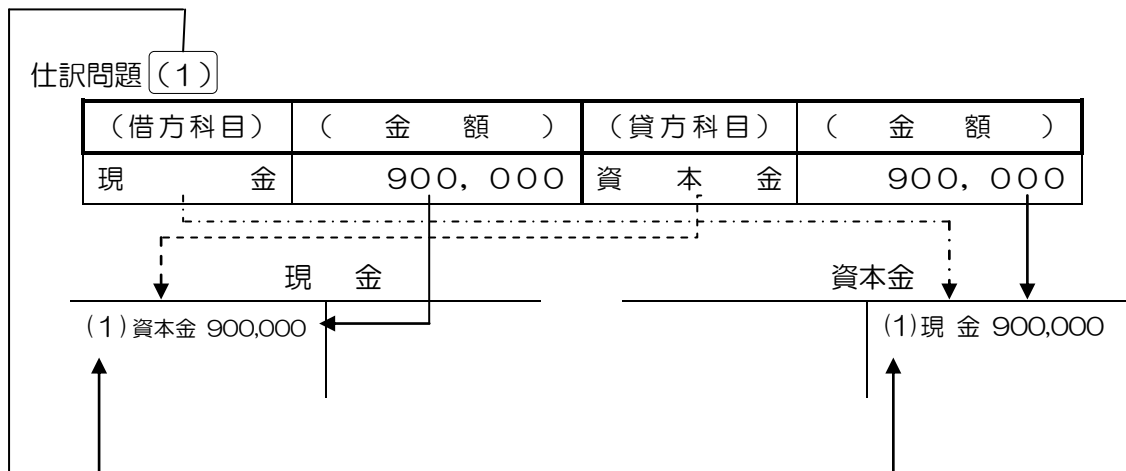 仕訳問題(1)
(借方科目) ( 金 額 ) (貸方科目) ( 金 額 )
現 金 900,000 資 本 金 900,000
現 金 資本金
(1)資本金 900,000 (1)現 金 900,000